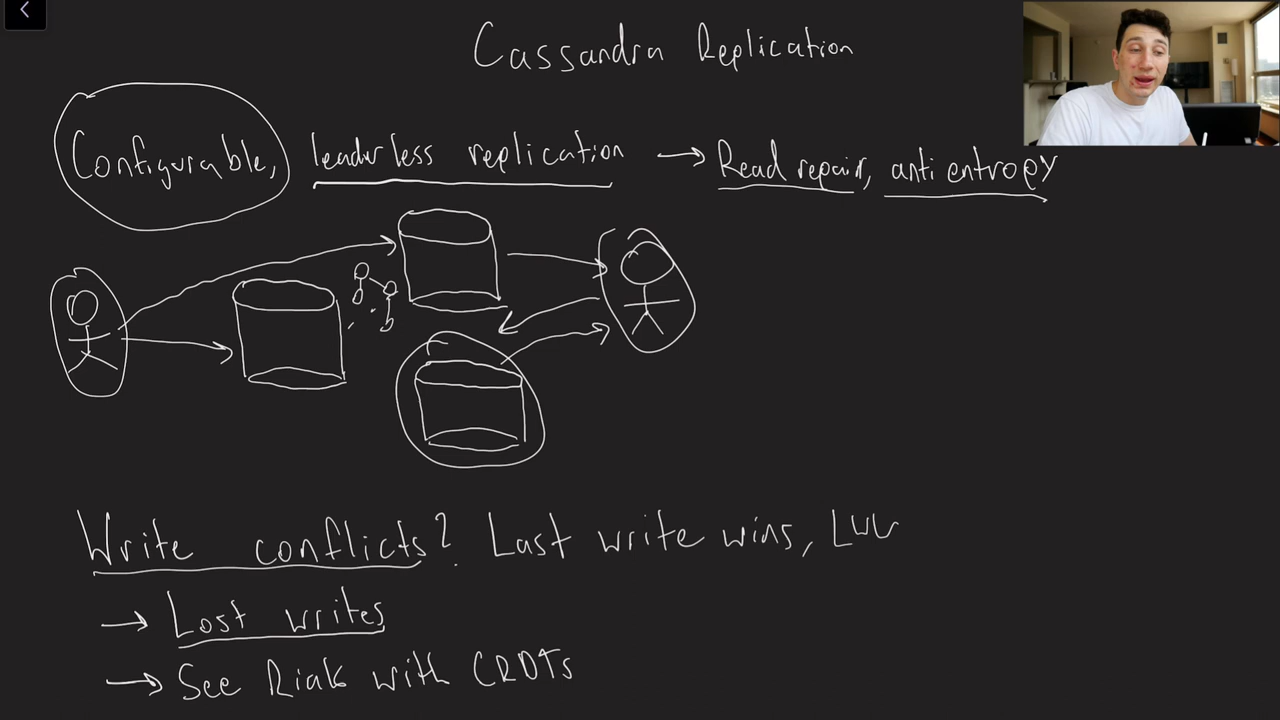 Cassandra Replication
Configurable, leaderless replication → Read repair, anti entropy
Write conflicts? Last write wins, LWW
→ Lost writes
→ See Riak with CRDTs